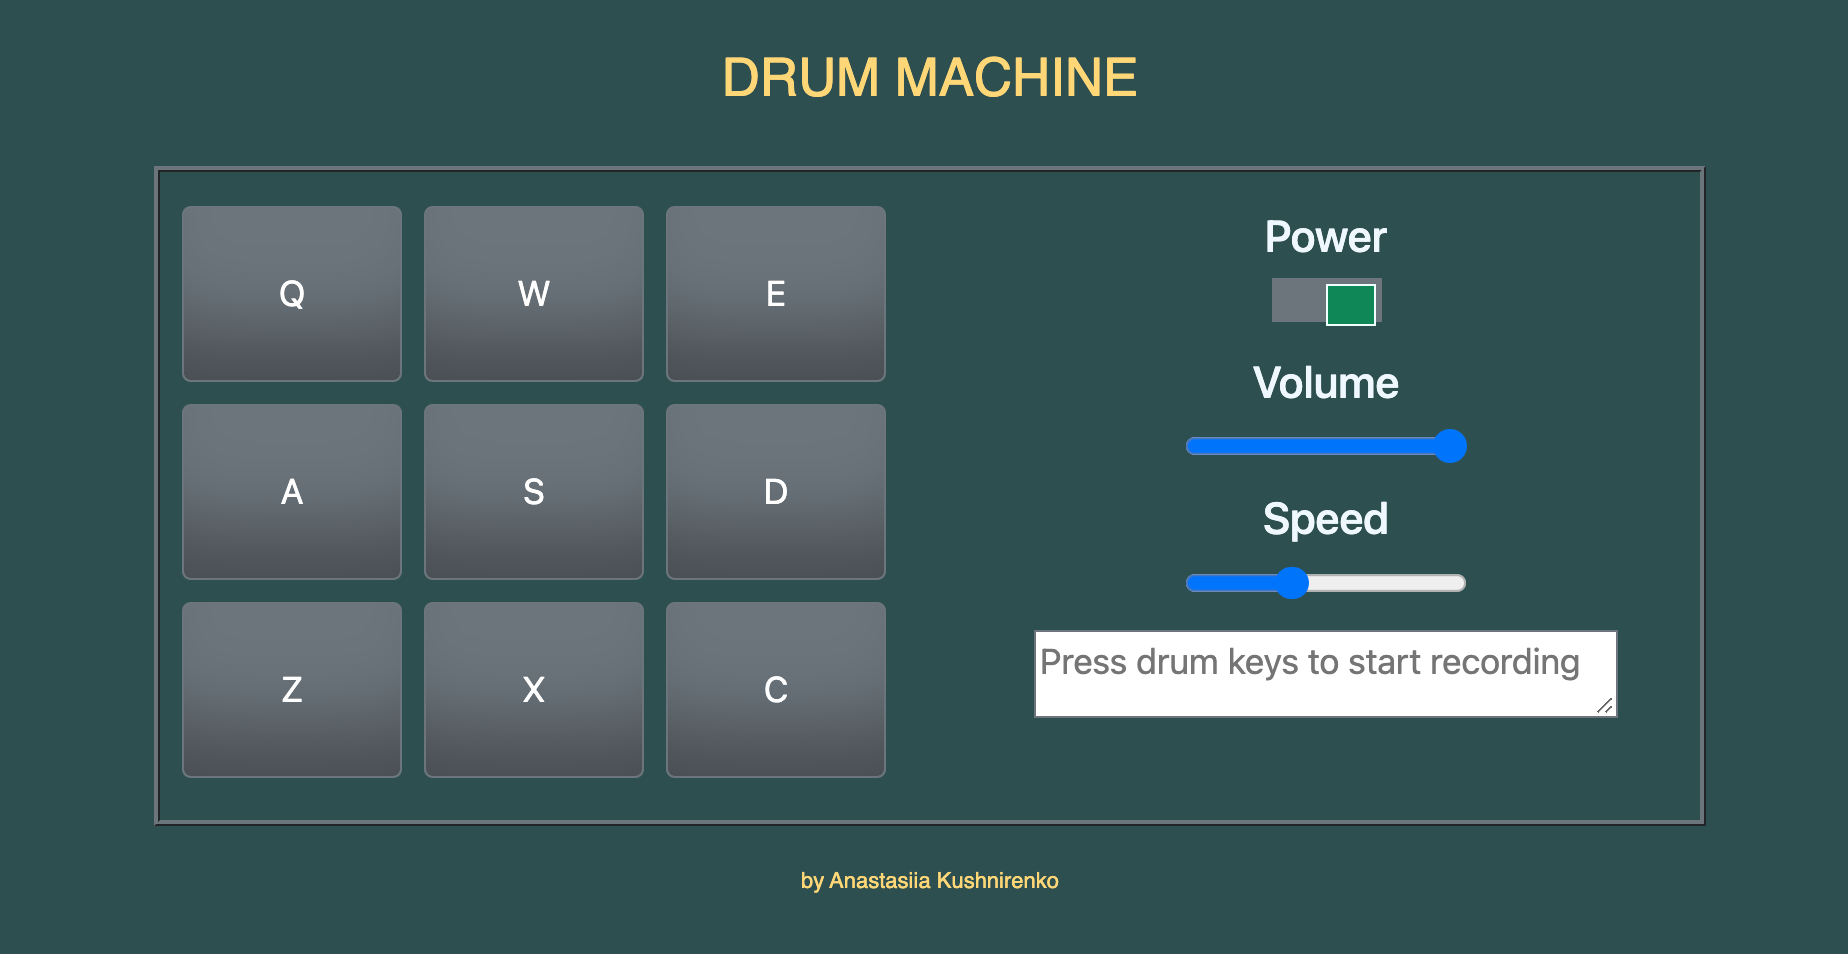 DRUM MACHINE
Q W E
A S D
Z X C
Power
Volume
Speed
Press drum keys to start recording
by Anastasiia Kushnirenko